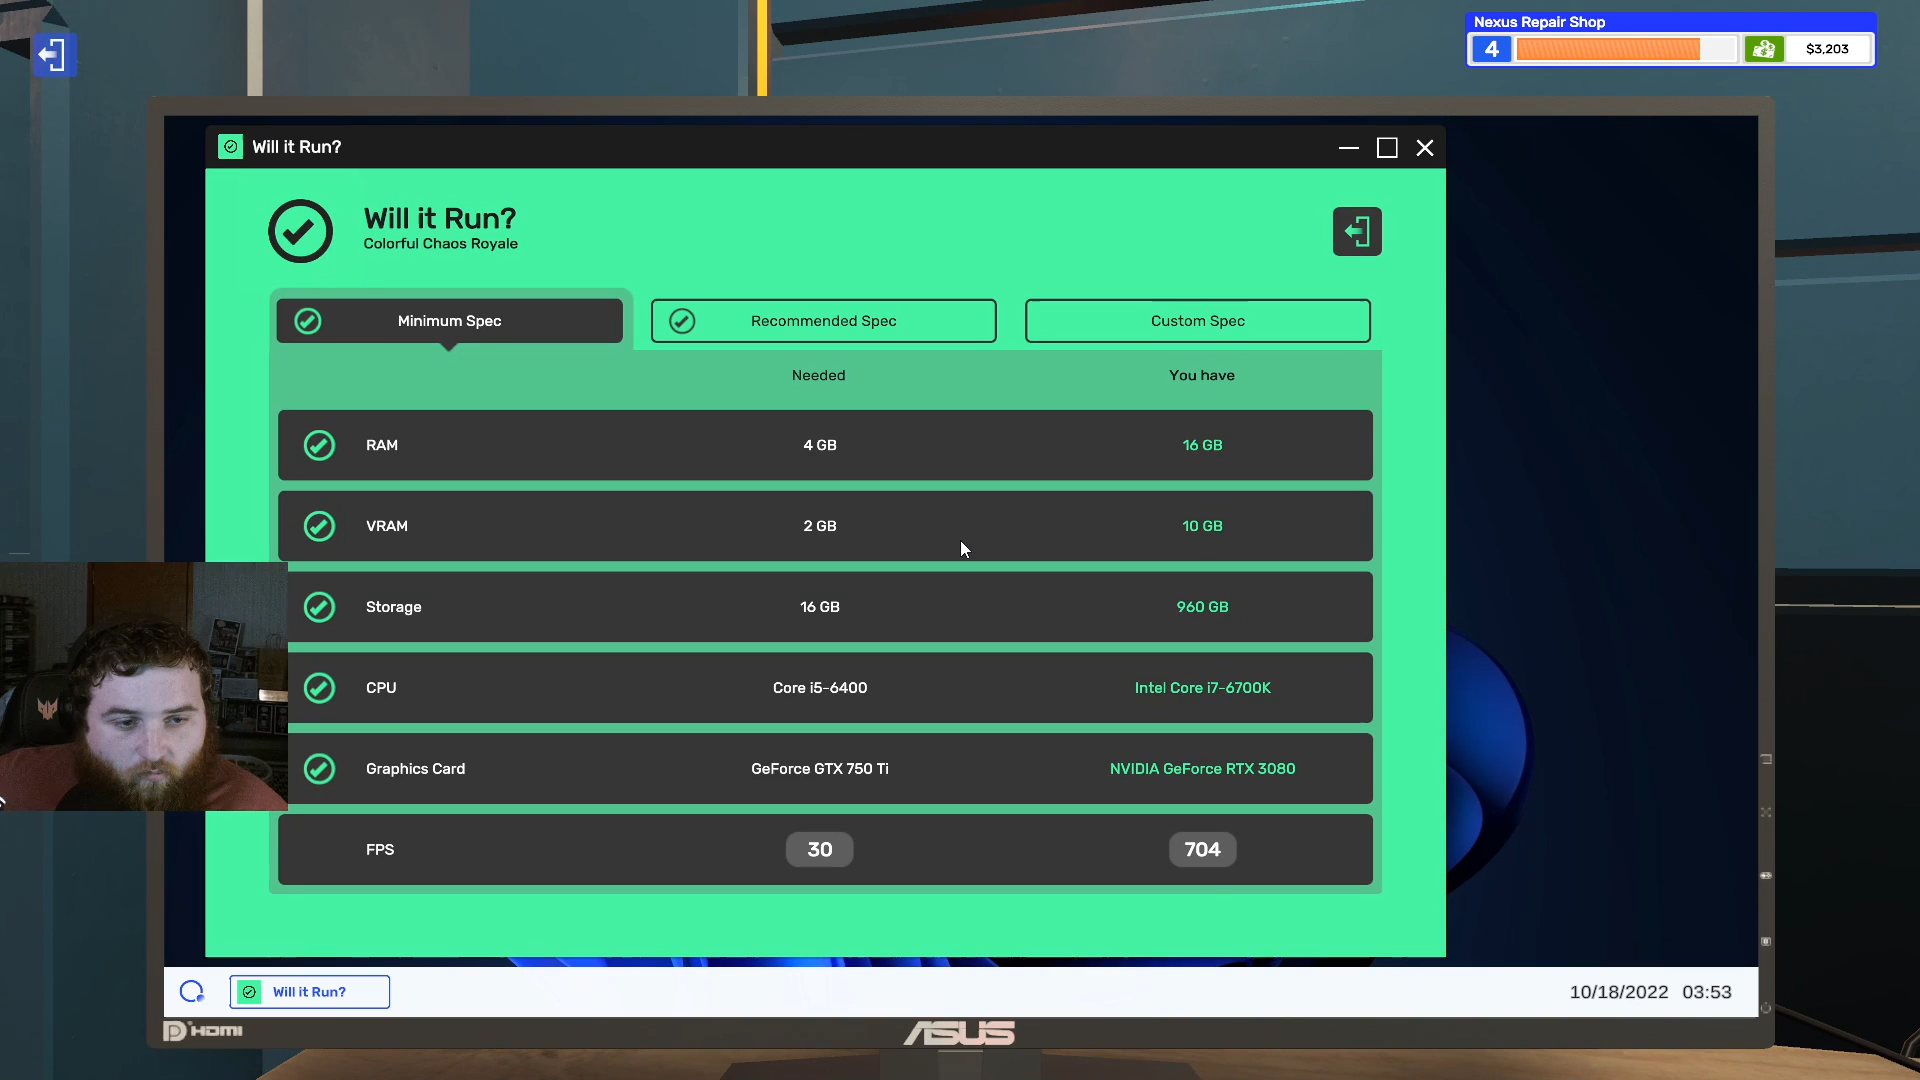 Nexus Repair Shop
4
$3,203
Will it Run?
Will it Run?
Colorful Chaos Royale
Minimum Spec
Recommended Spec
Custom Spec
Needed
You have
RAM
4 GB
16 GB
VRAM
2 GB
10 GB
Storage
16 GB
960 GB
CPU
Core i5-6400
Intel Core i7-6700K
Graphics Card
GeForce GTX 750 Ti
NVIDIA GeForce RTX 3080
FPS
30
704
Will it Run?
10/18/2022 03:53
HDMI
ASUS